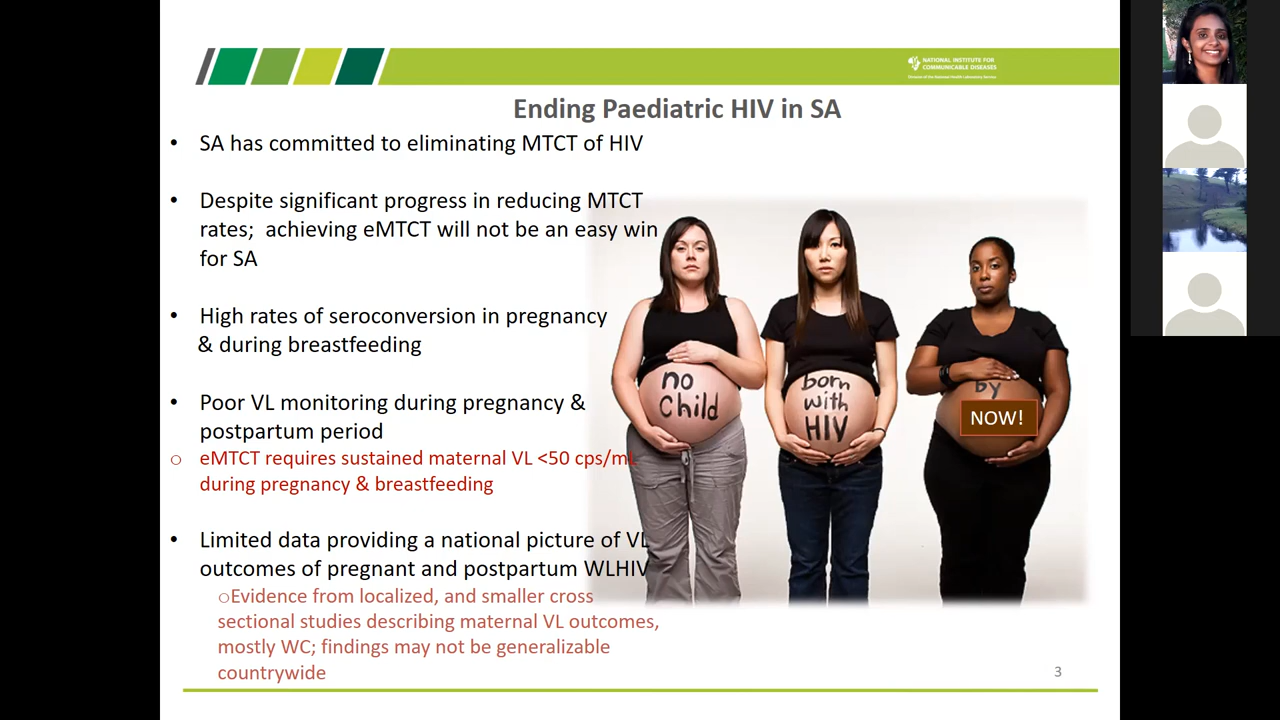 NATIONAL INSTITUTE FOR
COMMUNICABLE DISEASES
Division of the National Health Laboratory Service
Ending Paediatric HIV in SA
• SA has committed to eliminating MTCT of HIV
• Despite significant progress in reducing MTCT
rates; achieving eMTCT will not be an easy win
for SA
• High rates of seroconversion in pregnancy
& during breastfeeding
• Poor VL monitoring during pregnancy &
postpartum period
o eMTCT requires sustained maternal VL <50 cps/mL
during pregnancy & breastfeeding
• Limited data providing a national picture of VL
outcomes of pregnant and postpartum WLHIV
oEvidence from localized, and smaller cross
sectional studies describing maternal VL outcomes,
mostly WC; findings may not be generalizable
countrywide
no
child
born
with
HIV
by
NOW!
3